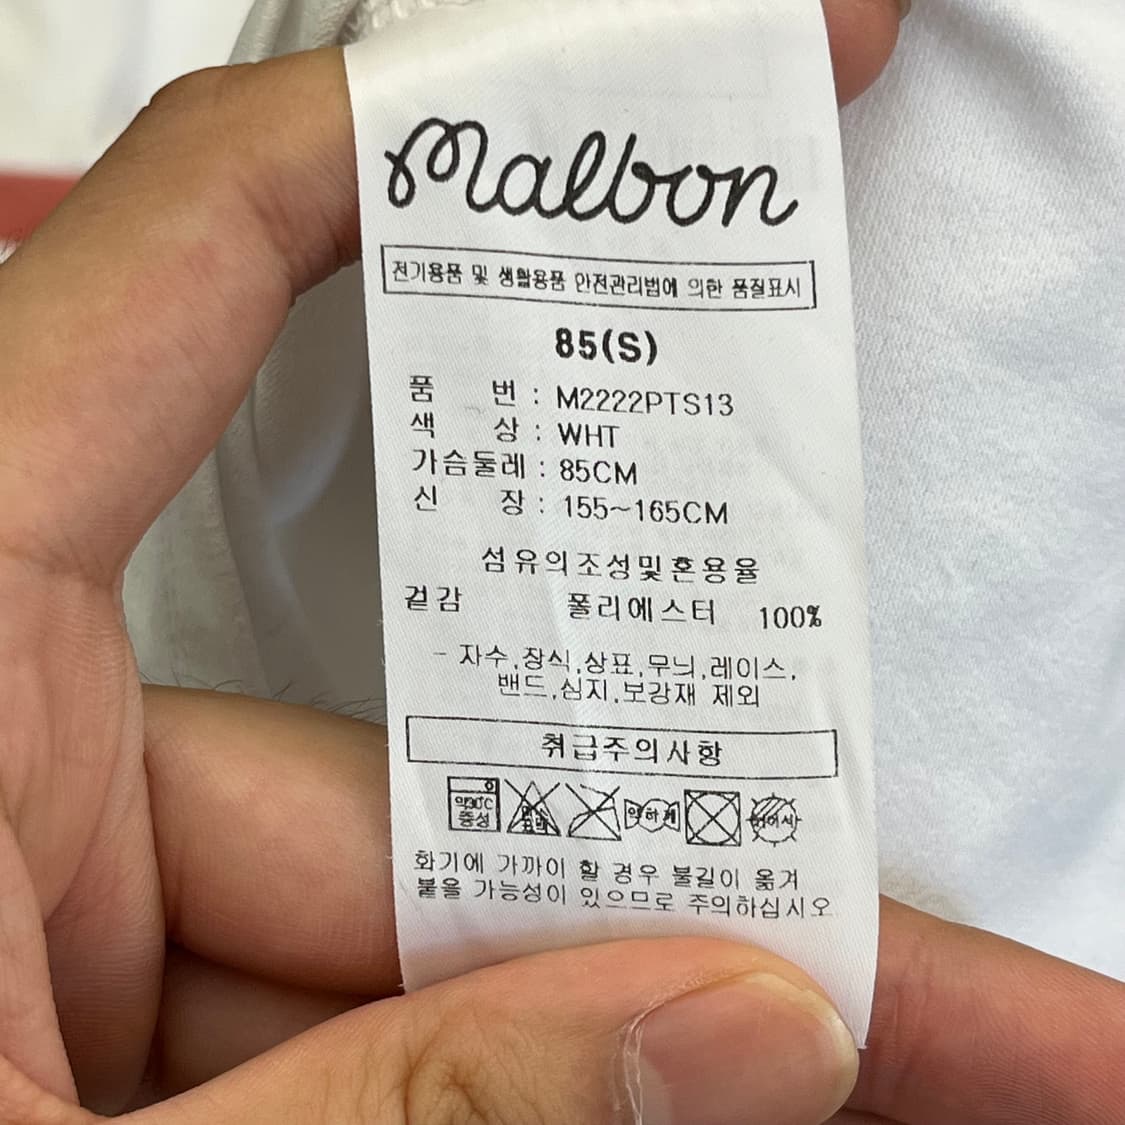 Malbon
전기용품 및 생활용품 안전관리법에 의한 품질표시
85(S)
품 번 : M2222PTS13
색 상 : WHT
가슴둘레 : 85CM
신 장 : 155~165CM
섬유의조성및혼용율
겉감 폴리에스터 100%
- 자수,장식,상표,무늬,레이스,
밴드,심지,보강재 제외
취급주의사항
약30℃ 약하게
중성
화기에 가까이 할 경우 불길이 옮겨
붙을 가능성이 있으므로 주의하십시오